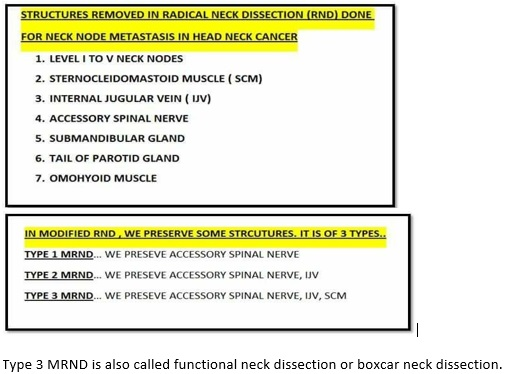 STRUCTURES REMOVED IN RADICAL NECK DISSECTION (RND) DONE
FOR NECK NODE METASTASIS IN HEAD NECK CANCER
1. LEVEL I TO V NECK NODES
2. STERNOCLEIDOMASTOID MUSCLE ( SCM)
3. INTERNAL JUGULAR VEIN ( IJV)
4. ACCESSORY SPINAL NERVE
5. SUBMANDIBULAR GLAND
6. TAIL OF PAROTID GLAND
7. OMOHYOID MUSCLE
IN MODIFIED RND , WE PRESERVE SOME STRCUTURES. IT IS OF 3 TYPES..
TYPE 1 MRND... WE PRESEVE ACCESSORY SPINAL NERVE
TYPE 2 MRND... WE PRESEVE ACCESSORY SPINAL NERVE, IJV
TYPE 3 MRND... WE PRESEVE ACCESSORY SPINAL NERVE, IJV, SCM
Type 3 MRND is also called functional neck dissection or boxcar neck dissection.